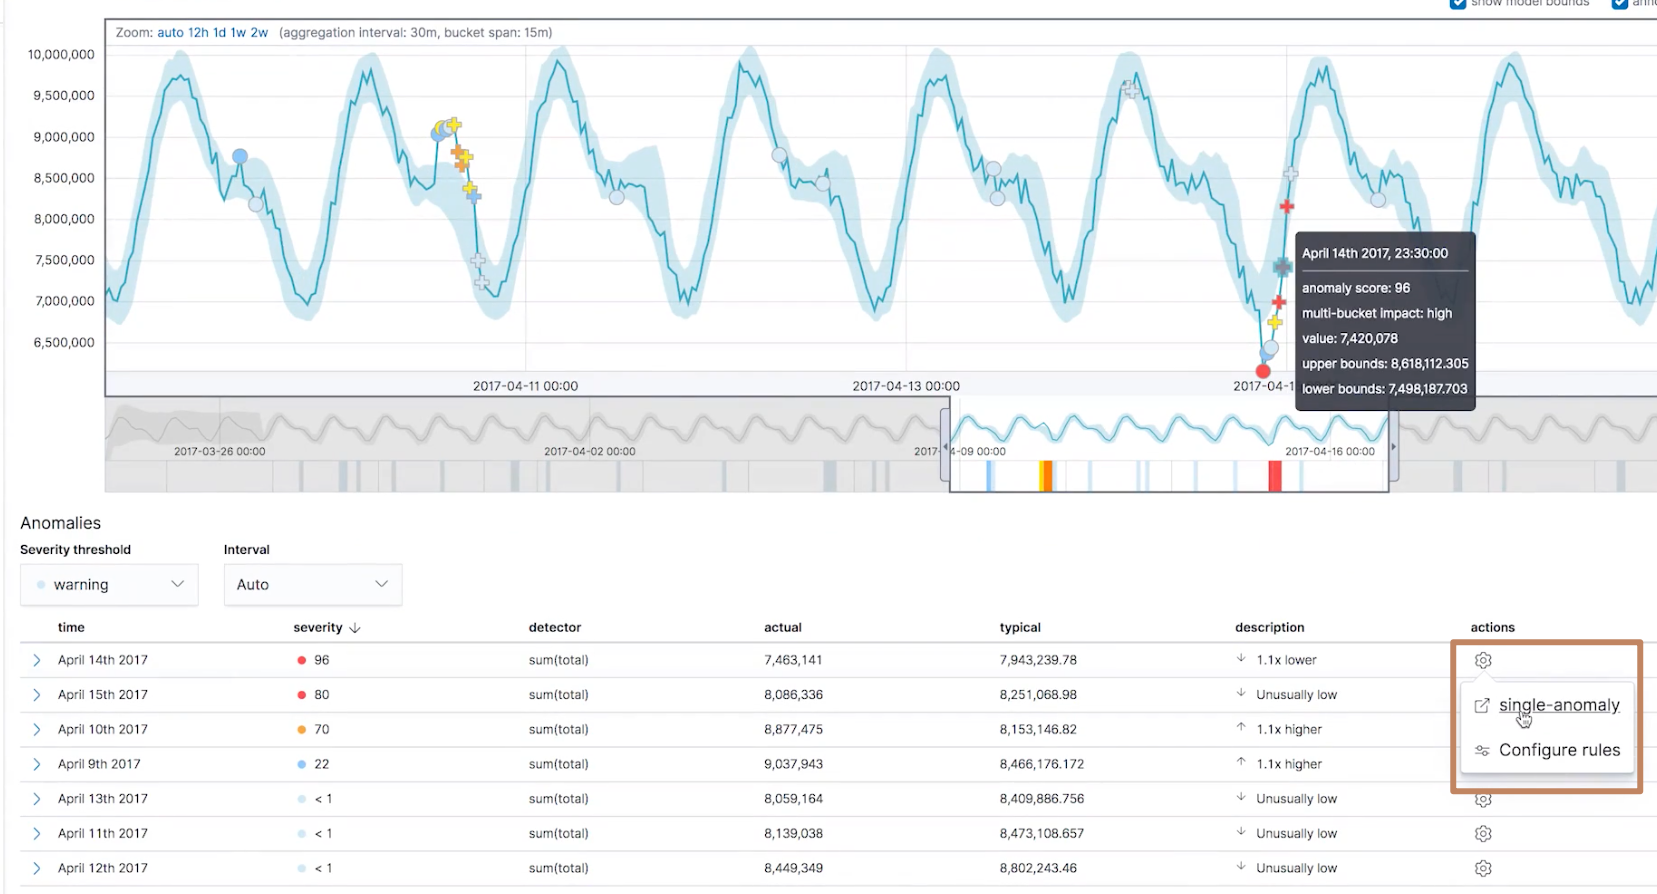 show model bounds
Zoom: auto 12h 1d 1w 2w (aggregation interval: 30m, bucket span: 15m)
10,000,000
9,500,000
9,000,000
8,500,000
8,000,000
7,500,000
7,000,000
6,500,000
April 14th 2017, 23:30:00
anomaly score: 96
multi-bucket impact: high
value: 7,420,078
upper bounds: 8,618,112.305
lower bounds: 7,498,187.703
2017-04-11 00:00 2017-04-13 00:00 2017-04-1
2017-03-26 00:00 2017-04-02 00:00 2017- 4-09 00:00 2017-04-16 00:00
Anomalies
Severity threshold Interval
warning Auto
time severity detector actual typical description actions
April 14th 2017 96 sum(total) 7,463,141 7,943,239.78 1.1x lower
April 15th 2017 80 sum(total) 8,086,336 8,251,068.98 Unusually low
single-anomaly
April 10th 2017 70 sum(total) 8,877,475 8,153,146.82 1.1x higher
Configure rules
April 9th 2017 22 sum(total) 9,037,943 8,466,176.172 1.1x higher
April 13th 2017 < 1 sum(total) 8,059,164 8,409,886.756 Unusually low
April 11th 2017 < 1 sum(total) 8,139,038 8,473,108.657 Unusually low
April 12th 2017 < 1 sum(total) 8,449,349 8,802,243.46 Unusually low